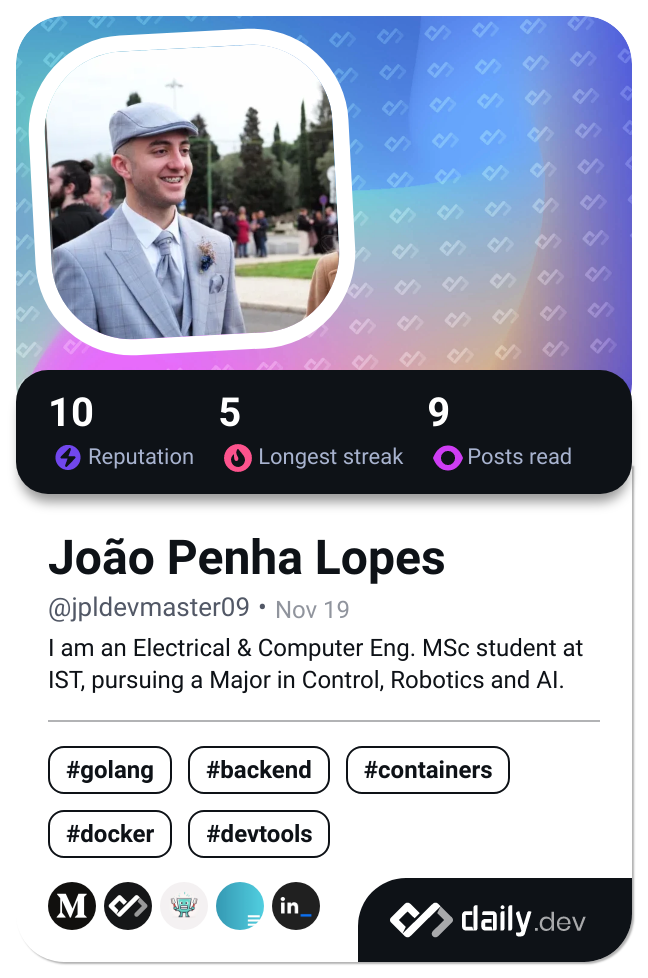 10
5
9
Reputation
Longest streak
Posts read
João Penha Lopes
@jpldevmaster09 • Nov 19
I am an Electrical & Computer Eng. MSc student at
IST, pursuing a Major in Control, Robotics and AI.
#golang
#backend
#containers
#docker
#devtools
M
in_
daily.dev